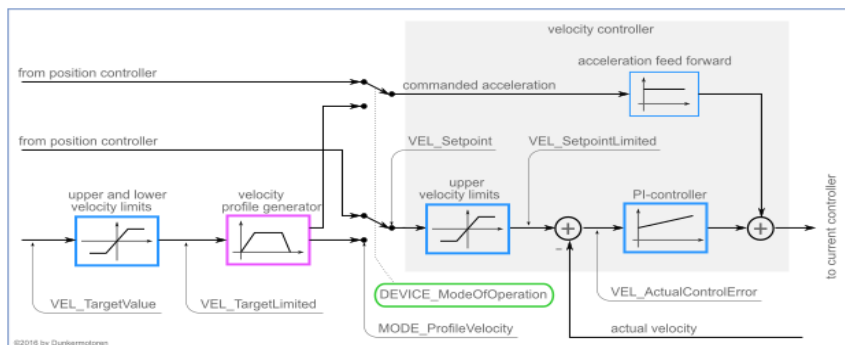 velocity controller
acceleration feed forward
from position controller
commanded acceleration
from position controller
VEL_Setpoint
VEL_SetpointLimited
upper and lower
velocity limits
velocity
profile generator
upper
velocity limits
PI-controller
to current controller
DEVICE_ModeOfOperation
VEL_ActualControlError
VEL_TargetValue
VEL_TargetLimited
MODE_ProfileVelocity
actual velocity
©2016 by Dunkermotoren